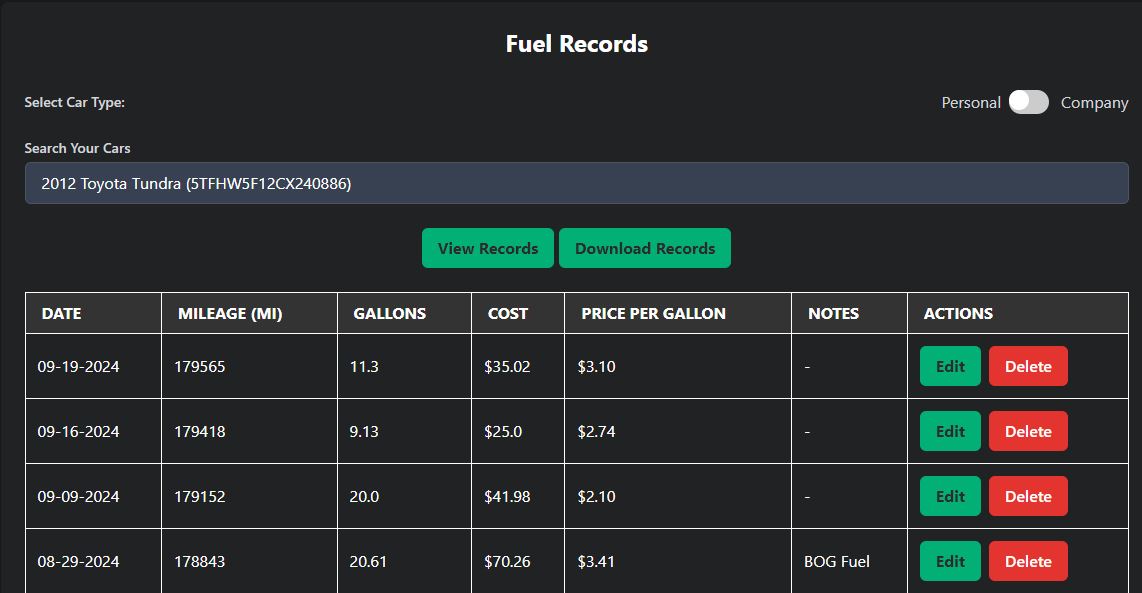 Fuel Records
Select Car Type:
Personal Company
Search Your Cars
2012 Toyota Tundra (5TFHW5F12CX240886)
View Records Download Records
DATE MILEAGE (MI) GALLONS COST PRICE PER GALLON NOTES ACTIONS
09-19-2024 179565 11.3 $35.02 $3.10 - Edit Delete
09-16-2024 179418 9.13 $25.0 $2.74 - Edit Delete
09-09-2024 179152 20.0 $41.98 $2.10 - Edit Delete
08-29-2024 178843 20.61 $70.26 $3.41 BOG Fuel Edit Delete